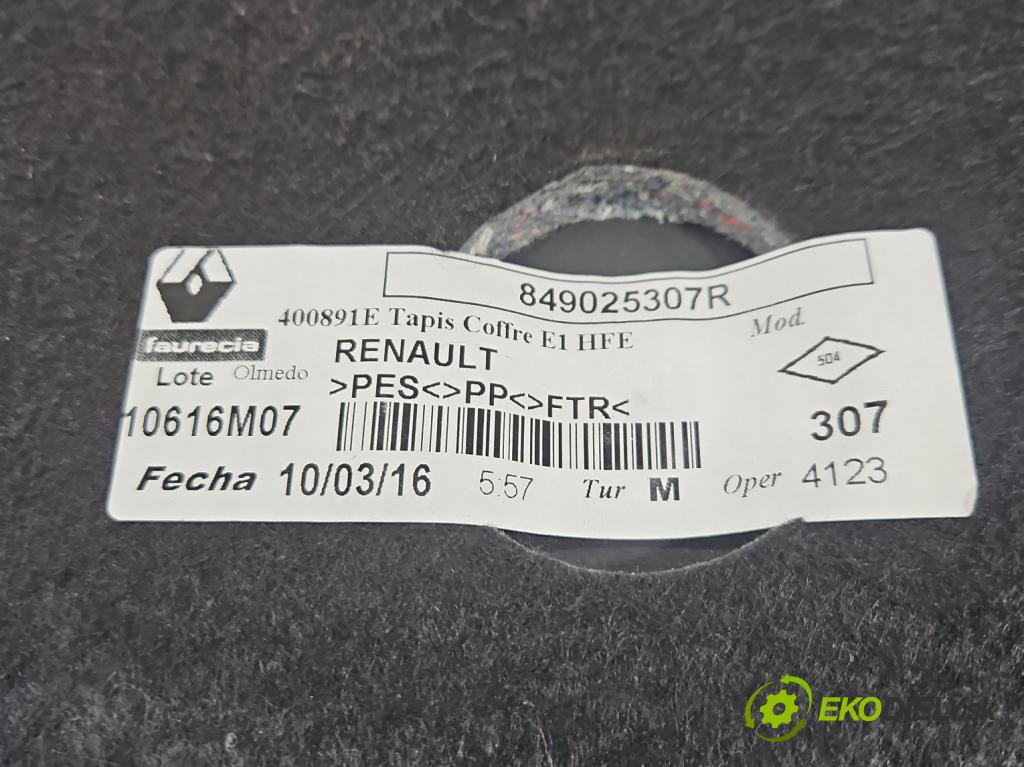 849025307R
400891E Tapis Coffre E1 HFE
Mod.
faurecia
RENAULT
504
Lote Olmedo
>PES<>PP<>FTR<
10616M07
307
Fecha 10/03/16 5:57 Tur M Oper 4123
EKO